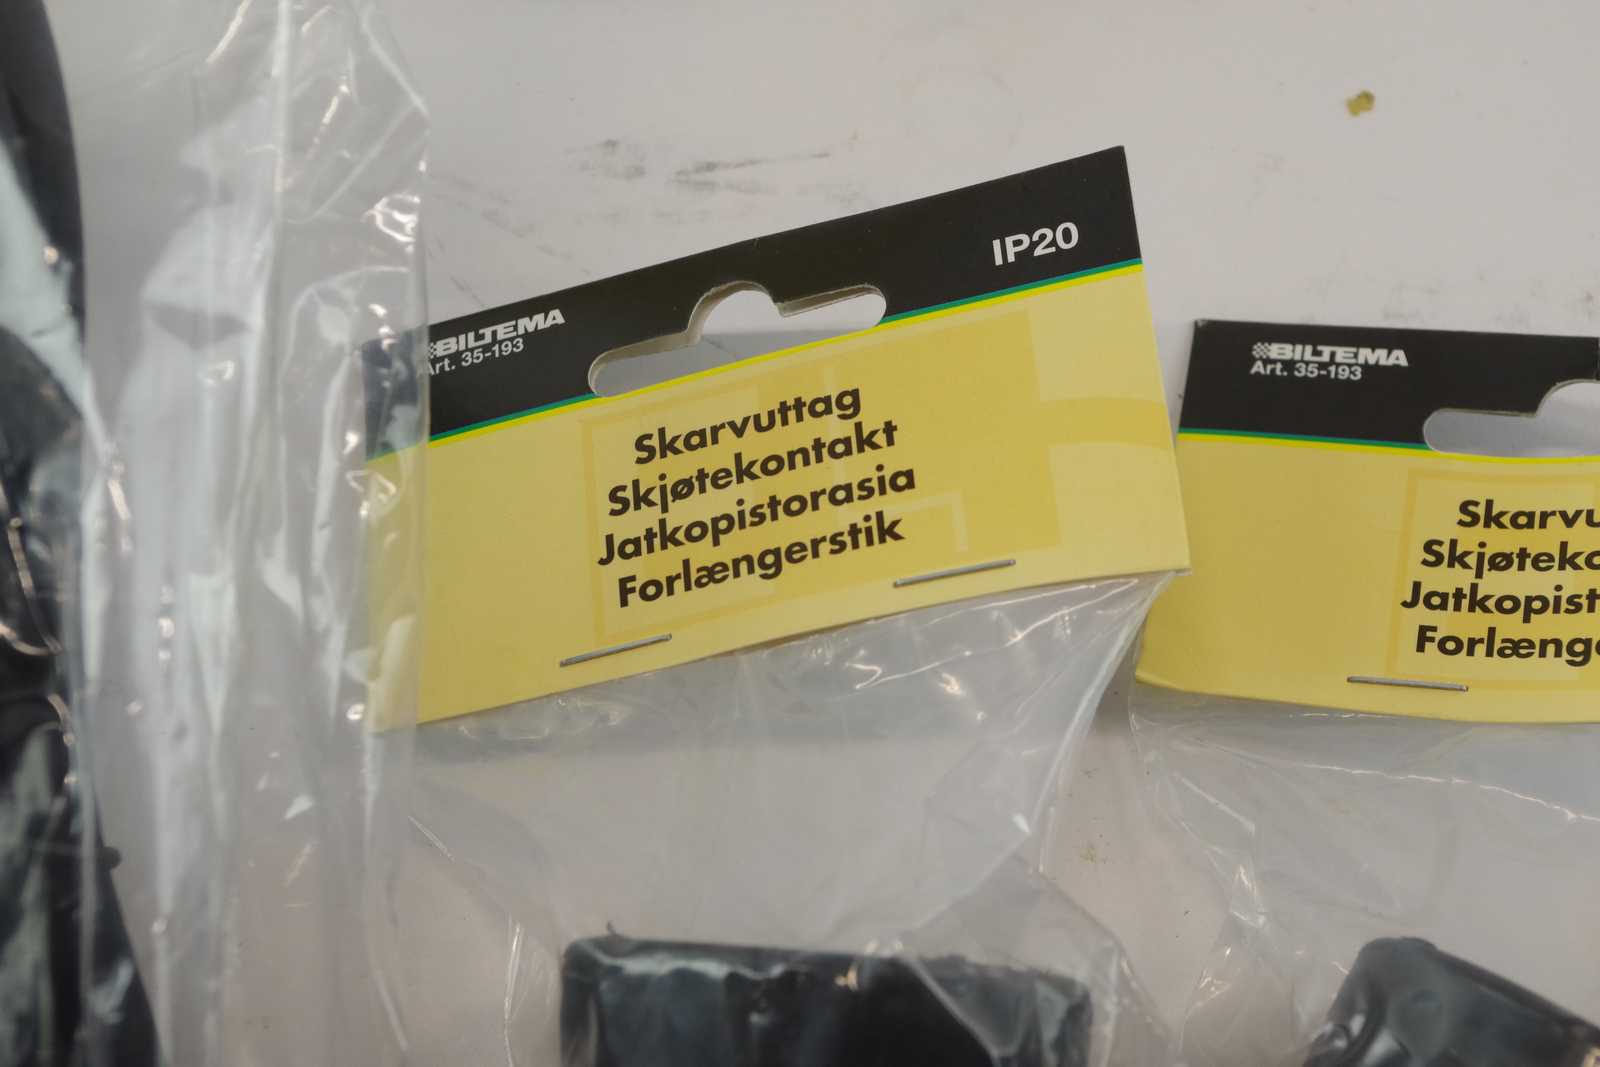 BILTEMA
Art. 35-193
IP20
Skarvuttag
Skjøtekontakt
Jatkopistorasia
Forlængerstik
BILTEMA
Art. 35-193